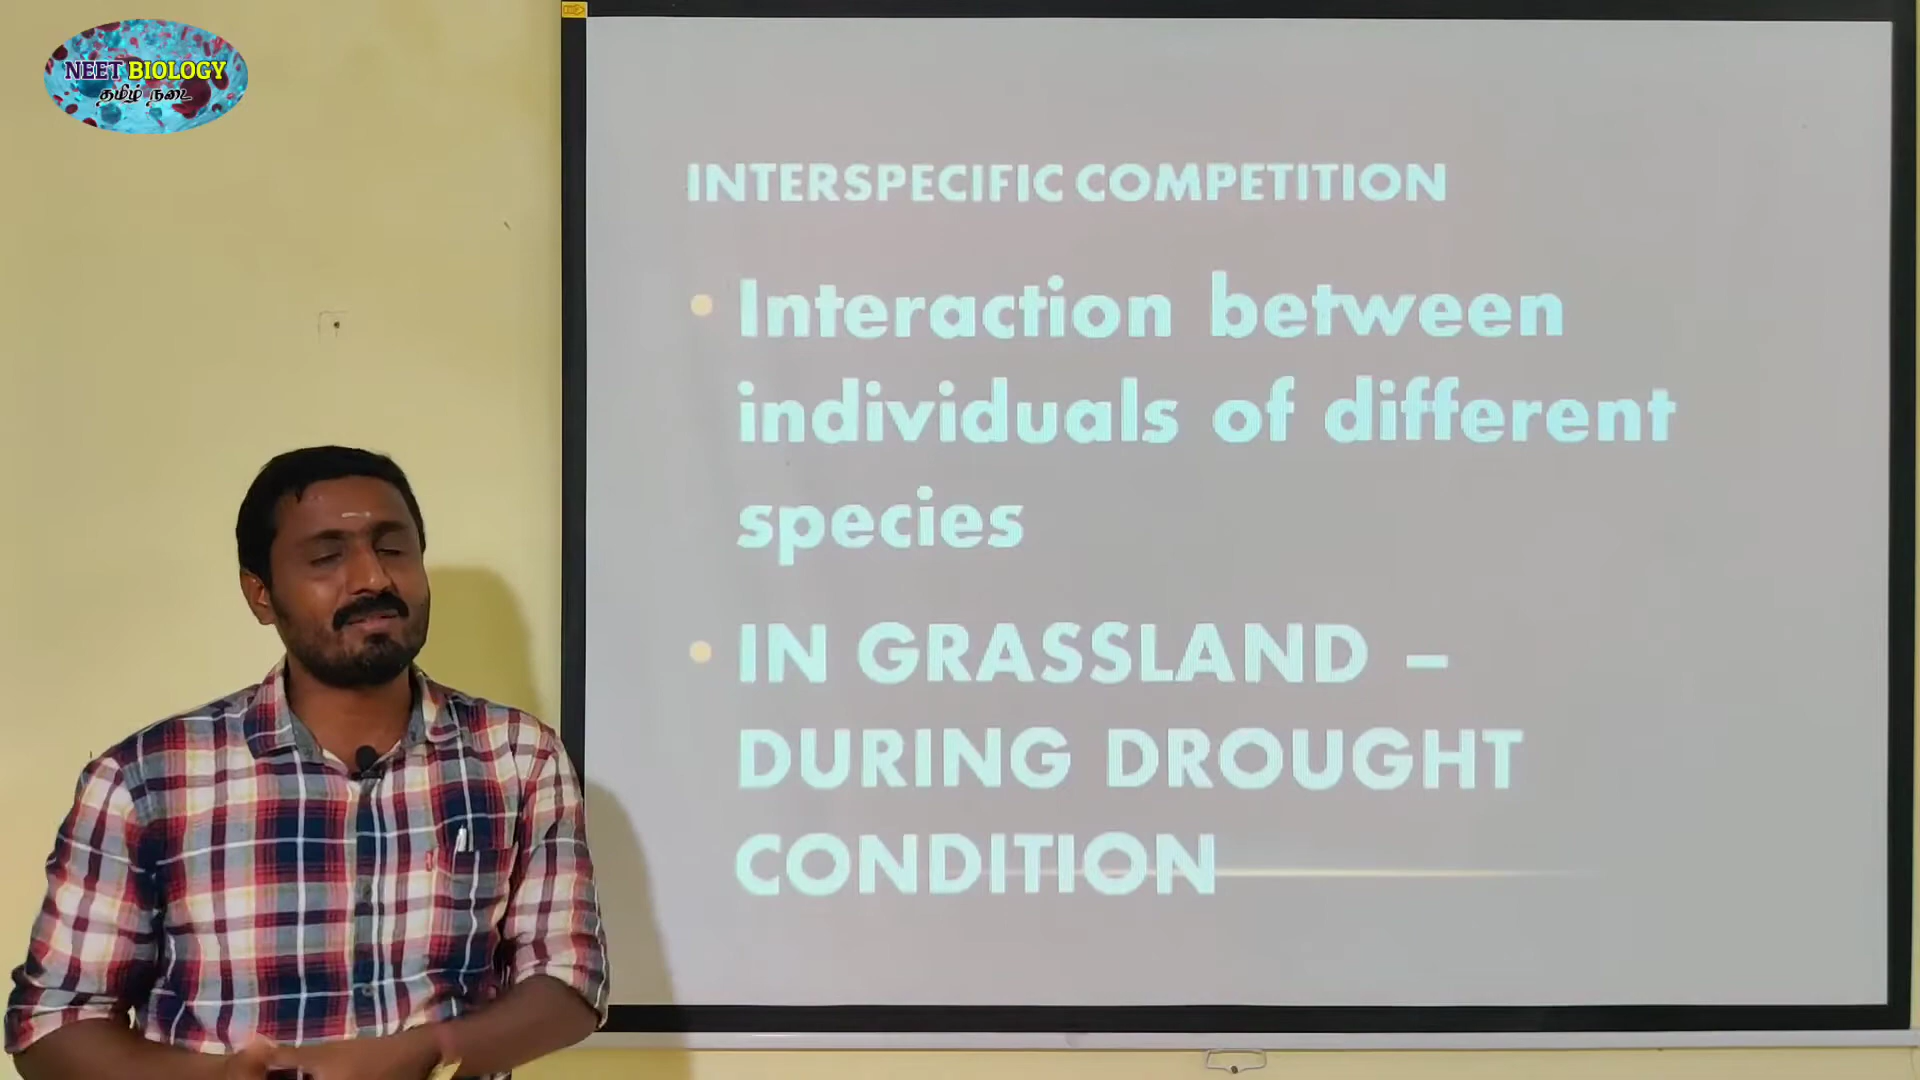 NEET BIOLOGY
தமிழ் நடை
INTERSPECIFIC COMPETITION
• Interaction between
individuals of different
species
• IN GRASSLAND –
DURING DROUGHT
CONDITION